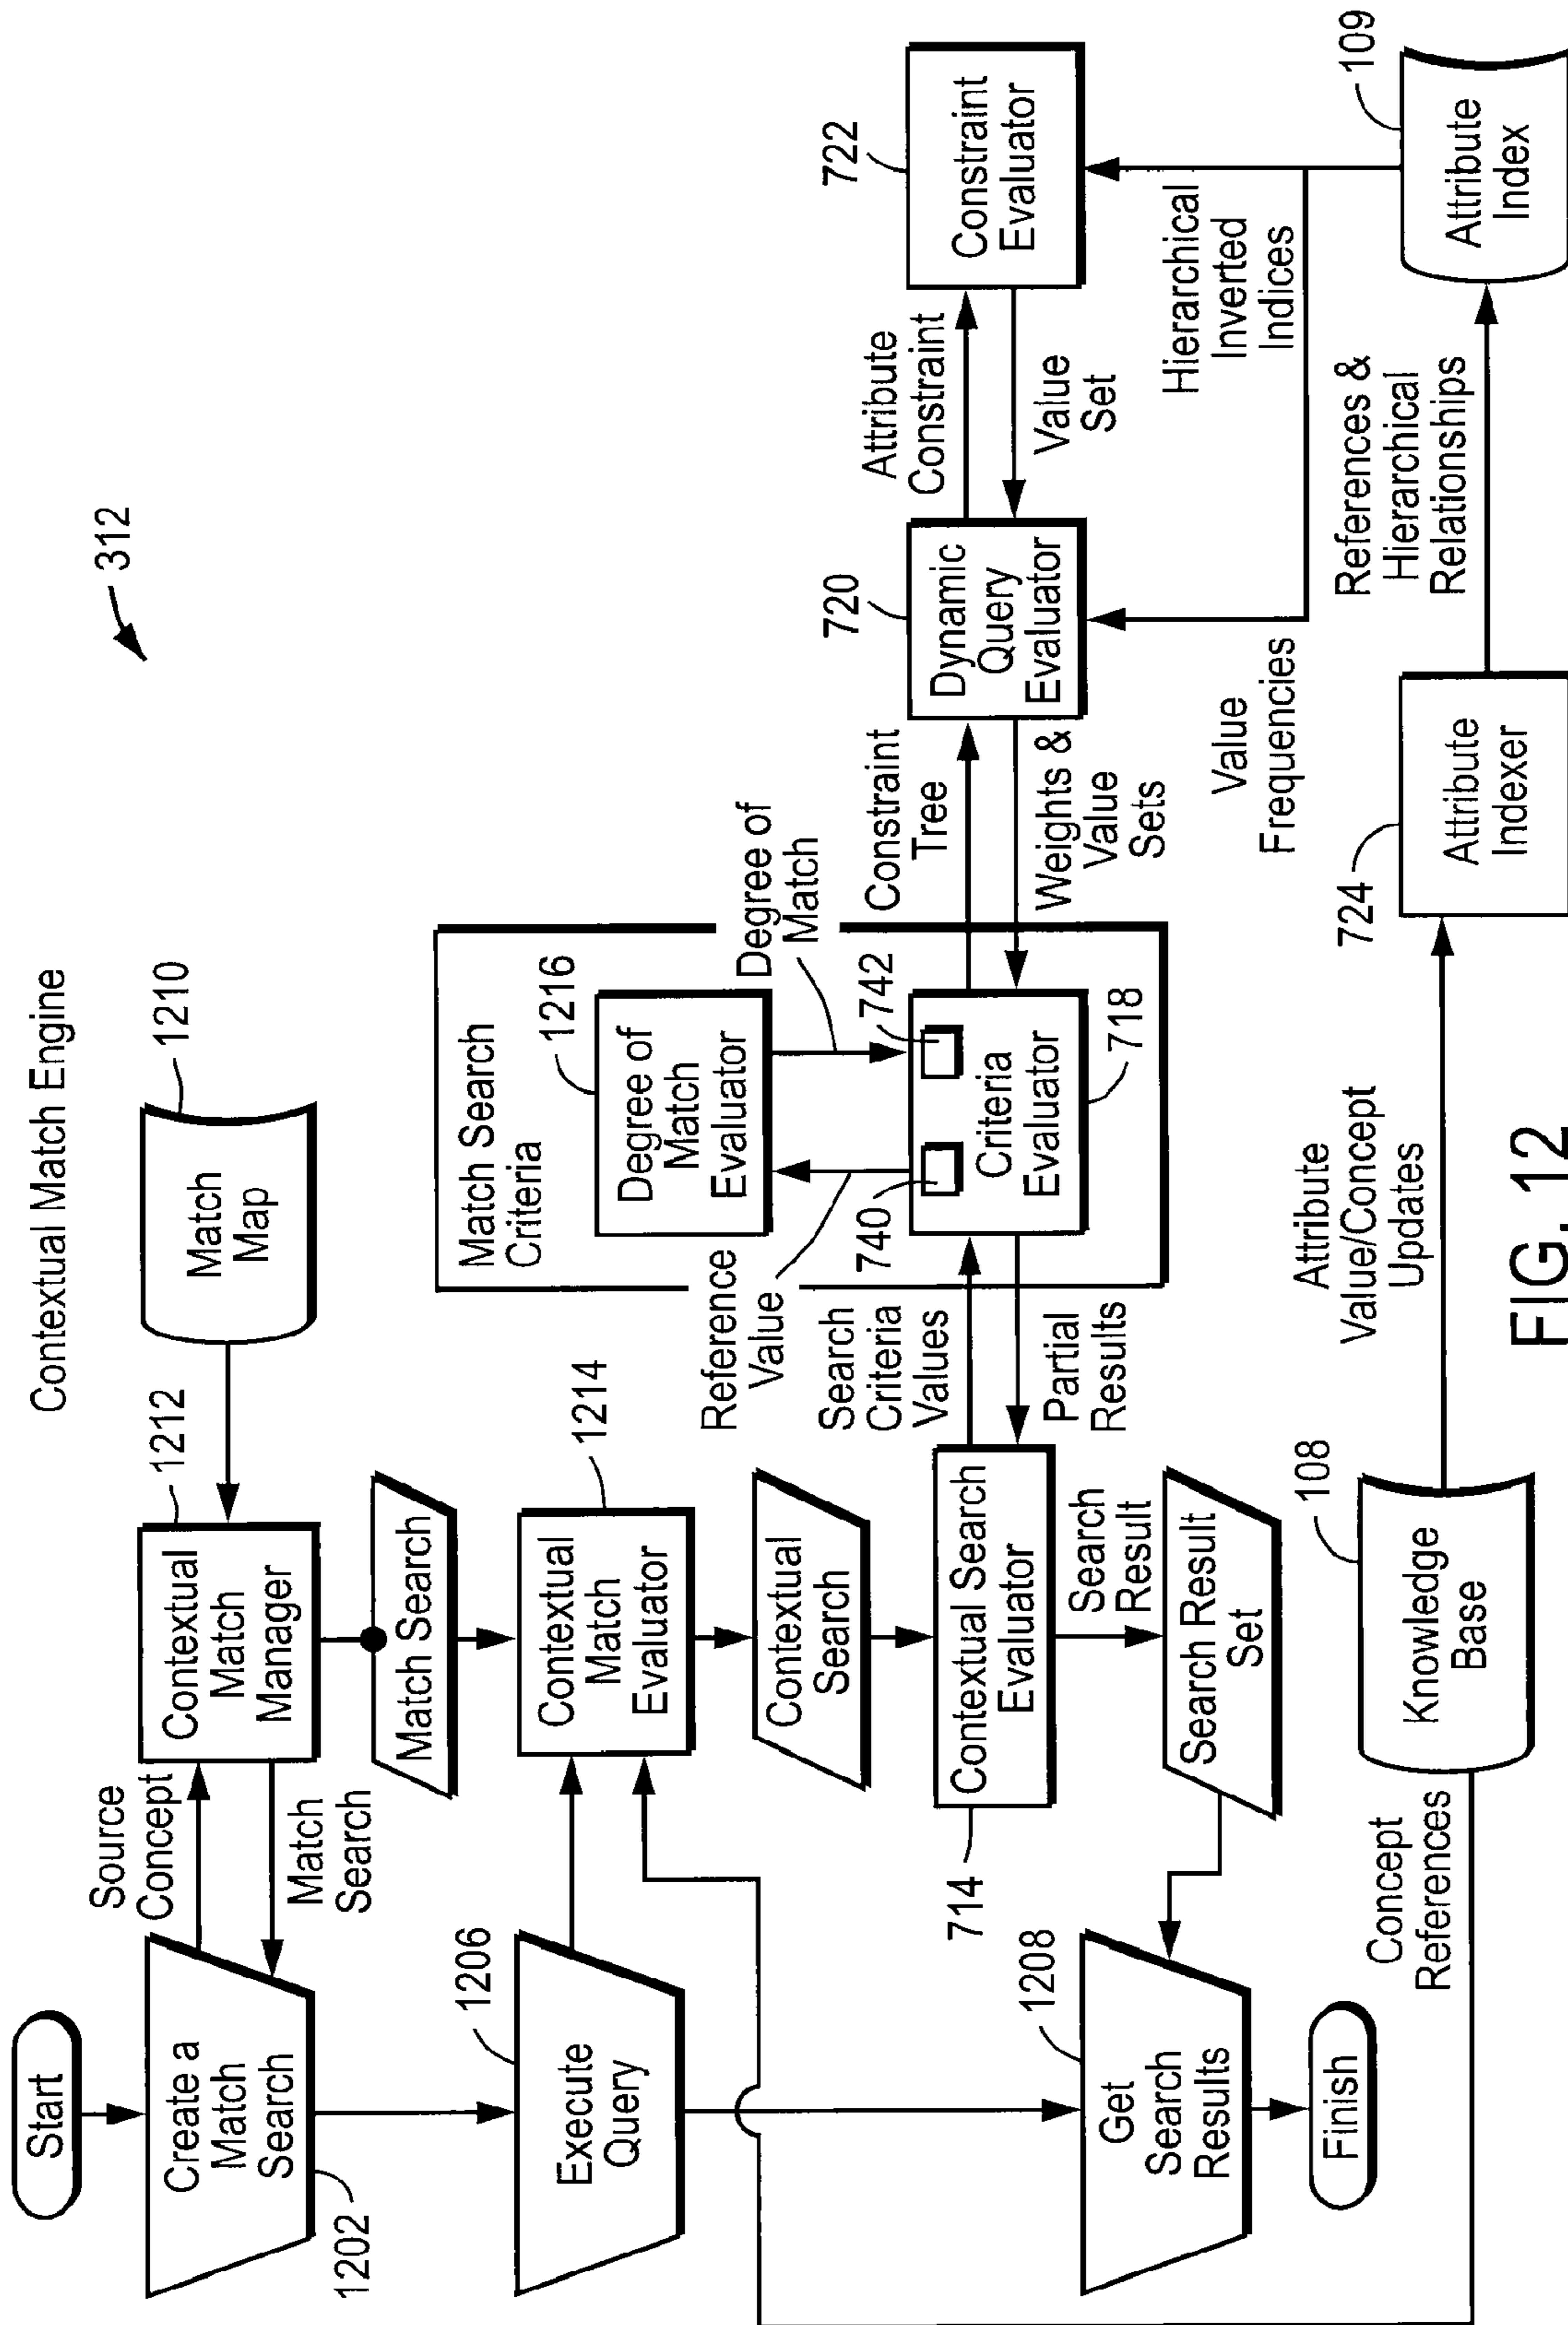 Contextual Match Engine
312
Start
Create a
Match
Search
1202
Source
Concept
Match
Search
Contextual
Match
Manager
1212
Match
Map
1210
Match Search
Execute
Query
1206
Contextual
Match
Evaluator
1214
Contextual
Search
Match Search
Criteria
Degree of
Match
Evaluator
1216
Reference
Value
Degree of
Match
740
742
Criteria
Evaluator
718
Search
Criteria
Values
Partial
Results
Contextual Search
Evaluator
714
Search
Result
Search Result
Set
Get
Search
Results
1208
Finish
Constraint
Tree
Weights &
Value
Sets
Dynamic
Query
Evaluator
720
Attribute
Constraint
Value
Set
Constraint
Evaluator
722
Hierarchical
Inverted
Indices
Value
Frequencies
Concept
References
Knowledge
Base
108
Attribute
Value/Concept
Updates
Attribute
Indexer
724
References &
Hierarchical
Relationships
Attribute
Index
109
FIG. 12